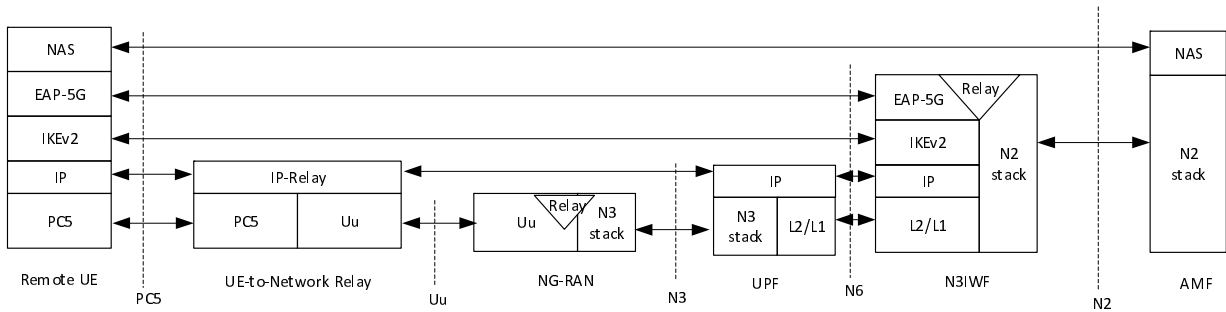 NAS
EAP-5G
IKEv2
IP
PC5
Remote UE
PC5
IP-Relay
PC5
Uu
UE-to-Network Relay
Uu
Uu
Relay
N3
stack
NG-RAN
N3
IP
N3
stack
L2/L1
UPF
N6
EAP-5G
Relay
IKEv2
IP
L2/L1
N2
stack
N3IWF
N2
NAS
N2
stack
AMF